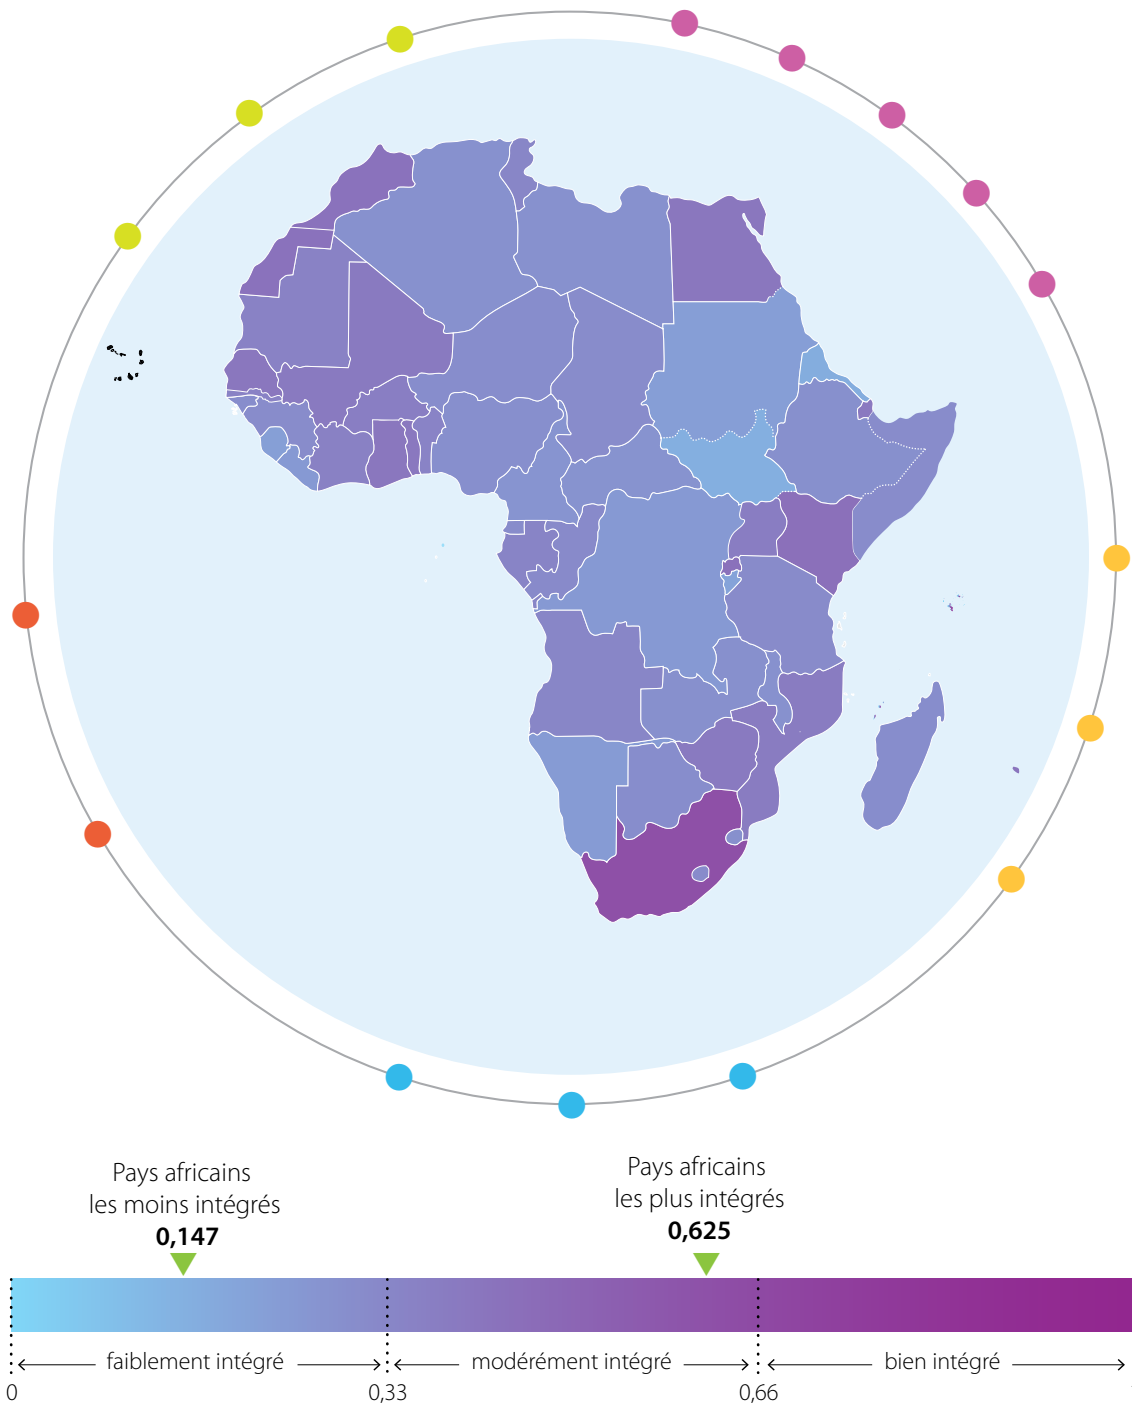 Pays africains
les moins intégrés
0,147
Pays africains
les plus intégrés
0,625
faiblement intégré
modérément intégré
bien intégré
0
0,33
0,66